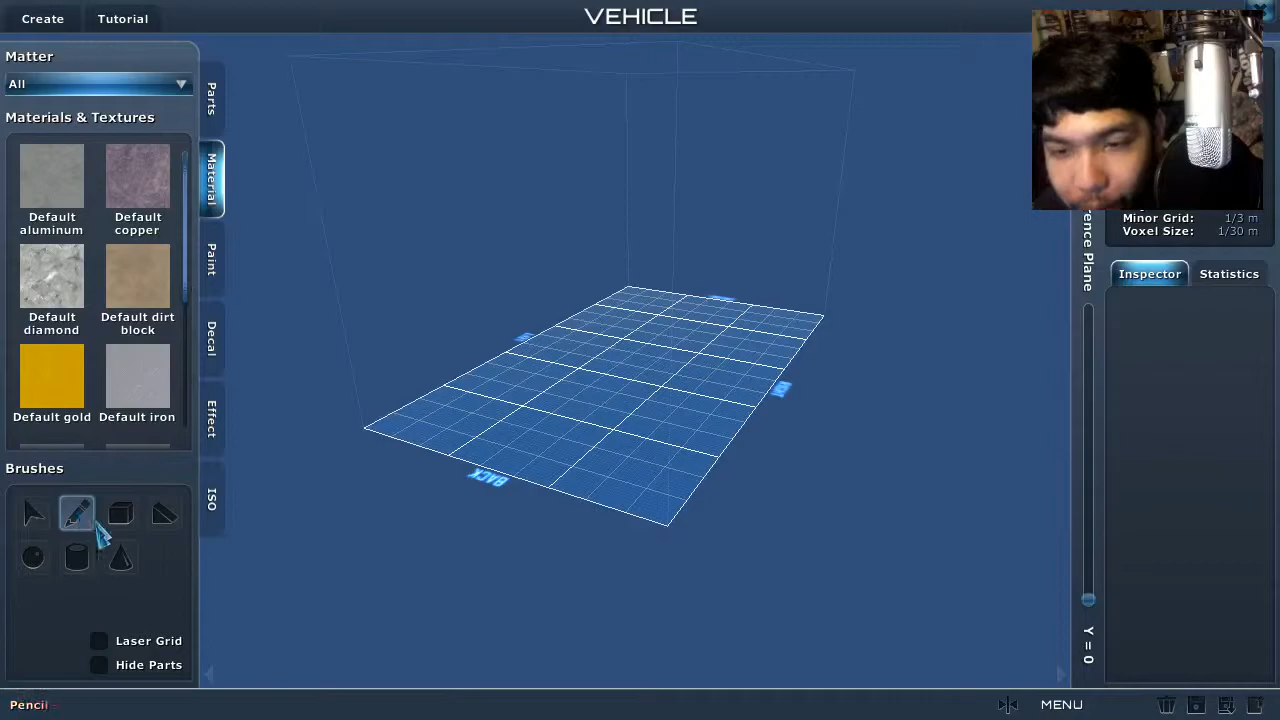 Create
Tutorial
VEHICLE
Matter
All
Materials & Textures
Default aluminum
Default copper
Default diamond
Default dirt block
Default gold
Default iron
Brushes
Laser Grid
Hide Parts
Pencil
Parts
Material
Paint
Decal
Effect
ISO
BACK
Minor Grid: 1/3 m
Voxel Size: 1/30 m
Inspector
Statistics
Y = 0
MENU